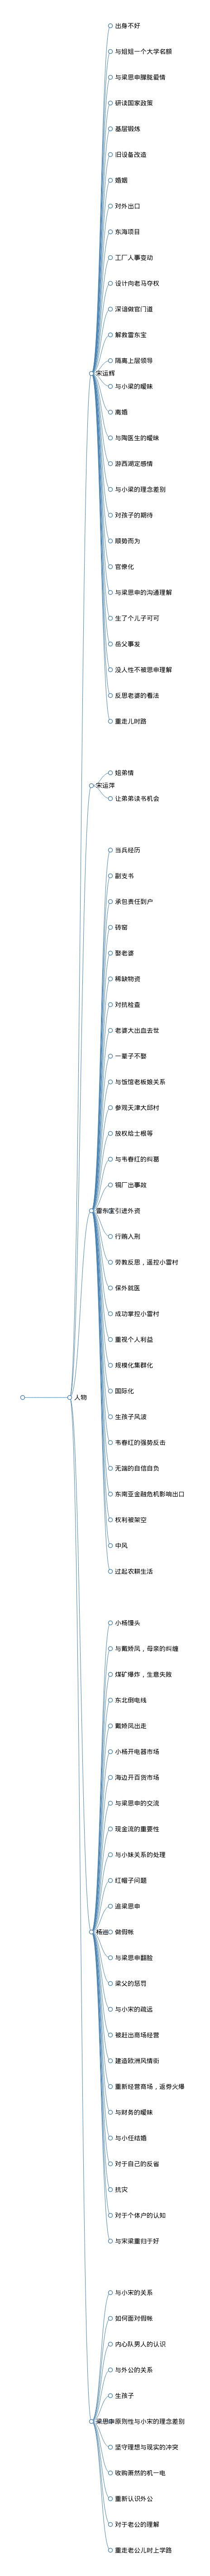 出身不好
与姐姐一个大学名额
与梁思申朦胧爱情
研读国家政策
基层锻炼
旧设备改造
婚姻
对外出口
东海项目
工厂人事变动
设计向老马夺权
深谙做官门道
解救雷东宝
隔离上层领导
宋运辉
与小梁的暧昧
离婚
与陶医生的暧昧
游西湖定感情
与小梁的理念差别
对孩子的期待
顺势而为
官僚化
与梁思申的沟通理解
生了个儿子可可
岳父事发
没人性不被思申理解
反思老婆的看法
重走儿时路
姐弟情
宋运萍
让弟弟读书机会
当兵经历
副支书
承包责任到户
砖窑
娶老婆
稀缺物资
对抗检查
老婆大出血去世
一辈子不娶
与饭馆老板娘关系
参观天津大邱村
放权给士根等
与韦春红的纠葛
铜厂出事故
雷东宝
引进外资
行贿入刑
劳教反思，遥控小雷村
保外就医
成功掌控小雷村
重视个人利益
规模化集群化
国际化
生孩子风波
韦春红的强势反击
无端的自信自负
东南亚金融危机影响出口
权利被架空
中风
过起农耕生活
人物
小杨馒头
与戴娇凤，母亲的纠缠
煤矿爆炸，生意失败
东北倒电线
戴娇凤出走
小杨开电器市场
海边开百货市场
与梁思申的交流
现金流的重要性
与小妹关系的处理
红帽子问题
追梁思申
杨巡
做假帐
与梁思申翻脸
梁父的惩罚
与小宋的疏远
被赶出商场经营
建造欧洲风情街
重新经营商场，返券火爆
与财务的暧昧
与小任结婚
对于自己的反省
抗灾
对于个体户的认知
与宋梁重归于好
与小宋的关系
如何面对假帐
内心队男人的认识
与外公的关系
生孩子
梁思申
原则性与小宋的理念差别
坚守理想与现实的冲突
收购萧然的机一电
重新认识外公
对于老公的理解
重走老公儿时上学路